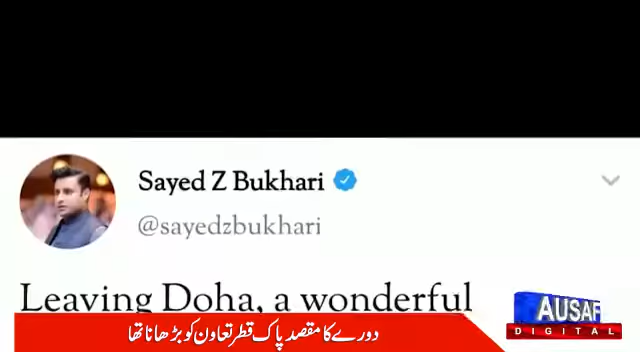 Sayed Z Bukhari
@sayedzbukhari
Leaving Doha, a wonderful
دورے کا مقصد پاک قطر تعاون کو بڑھانا تھا
AUSAF
DIGITAL